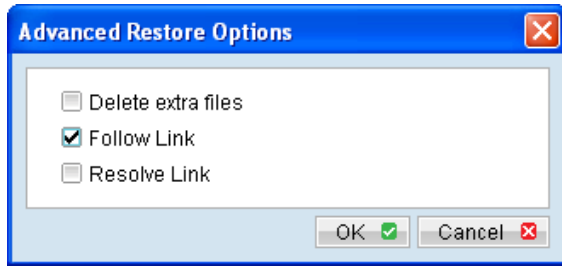 Advanced Restore Options
Delete extra files
Follow Link
Resolve Link
OK Cancel